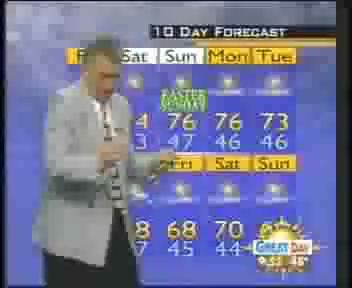 10 DAY FORECAST
Sat Sun Mon Tue
EASTER SUNDAY
4 76 76 73
3 47 46 46
Fri Sat Sun
8 68 70
7 45 44
GREAT DAY